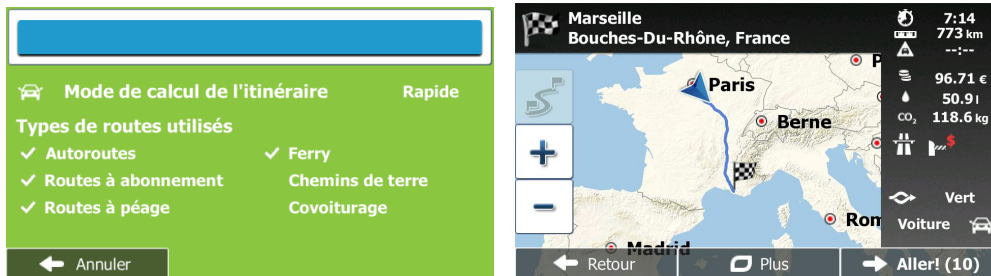 Mode de calcul de l'itinéraire Rapide
Types de routes utilisés
Autoroutes Ferry
Routes à abonnement Chemins de terre
Routes à péage Covoiturage
Annuler
Marseille
Bouches-Du-Rhône, France
7:14
773 km
--:--
96.71 €
50.9 l
CO₂ 118.6 kg
$
Vert
Voiture
P
Paris
Berne
Rom
Madrid
Retour Plus Aller! (10)